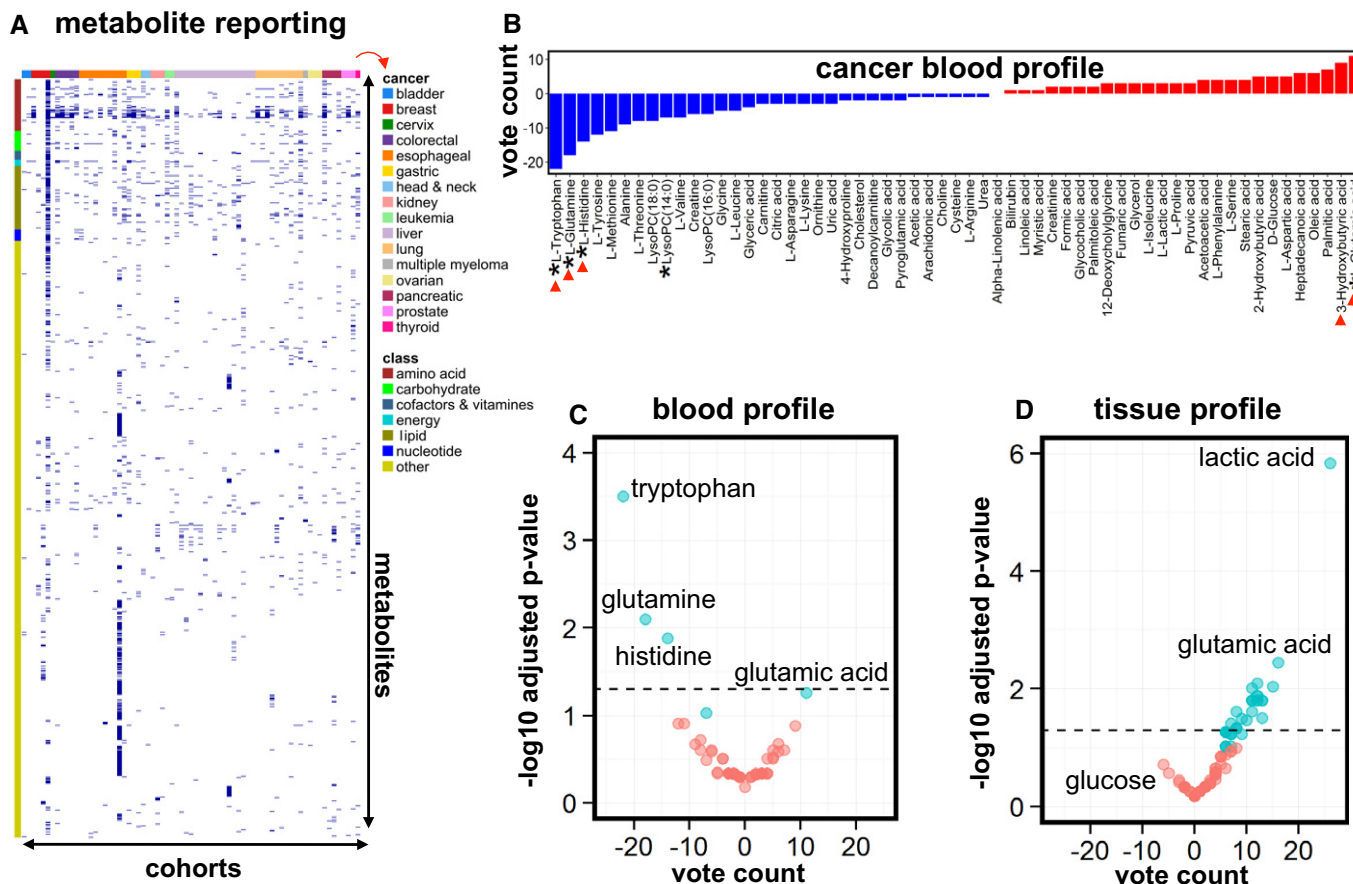 A metabolite reporting
cancer
bladder
breast
cervix
colorectal
esophageal
gastric
head & neck
kidney
leukemia
liver
lung
multiple myeloma
ovarian
pancreatic
prostate
thyroid
class
amino acid
carbohydrate
cofactors & vitamines
energy
lipid
nucleotide
other
metabolites
cohorts
B
cancer blood profile
vote count
10
0
-10
-20
*L-Tryptophan
*L-Glutamine
*L-Histidine
L-Tyrosine
L-Methionine
Alanine
L-Threonine
LysoPC(18:0)
*LysoPC(14:0)
L-Valine
Creatine
LysoPC(16:0)
Glycine
L-Leucine
Glyceric acid
Carnitine
Citric acid
L-Asparagine
L-Lysine
Ornithine
Uric acid
4-Hydroxyproline
Cholesterol
Decanoylcarnitine
Glycolic acid
Pyroglutamic acid
Acetic acid
Arachidonic acid
Choline
Cysteine
L-Arginine
Urea
Alpha-Linolenic acid
Bilirubin
Linoleic acid
Myristic acid
Creatinine
Formic acid
Glycocholic acid
Palmitoleic acid
12-Deoxycholylglycine
Fumaric acid
Glycerol
L-Isoleucine
L-Lactic acid
L-Proline
Pyruvic acid
Acetoacetic acid
L-Phenylalanine
L-Serine
Stearic acid
2-Hydroxybutyric acid
D-Glucose
L-Aspartic acid
Heptadecanoic acid
Oleic acid
Palmitic acid
3-Hydroxybutyric acid
C blood profile
-log10 adjusted p-value
4
3
2
1
0
tryptophan
glutamine
histidine
glutamic acid
-20 -10 0 10 20
vote count
D tissue profile
-log10 adjusted p-value
6
4
2
0
lactic acid
glutamic acid
glucose
-20 -10 0 10 20
vote count